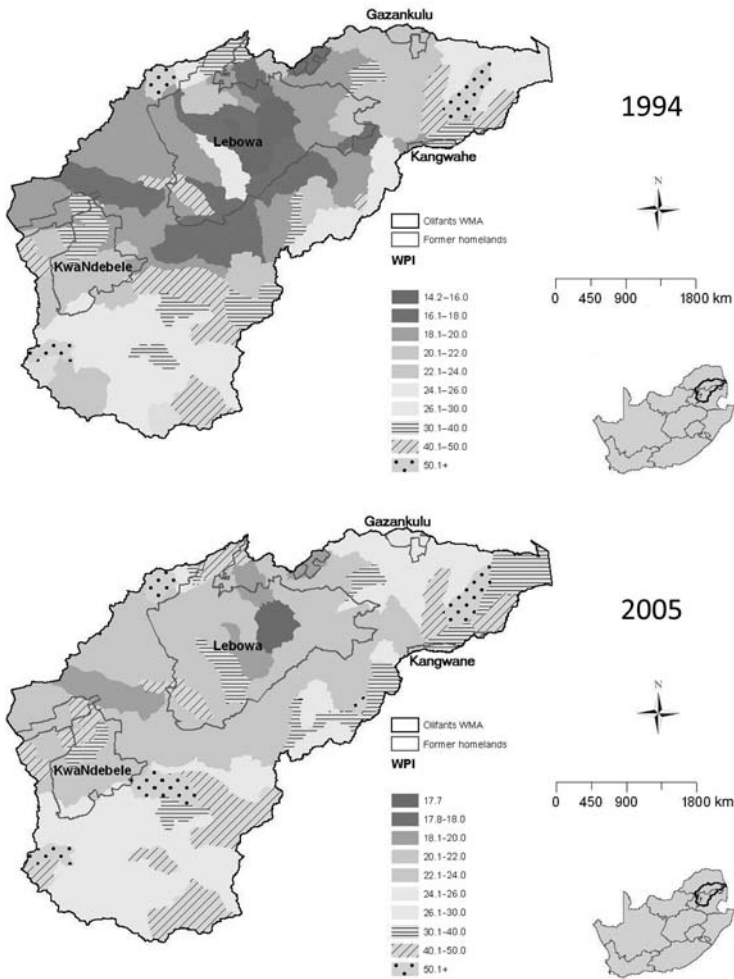 Gazankulu
1994
Lebowa
Kangwahe
N
Olifants WMA
Former homelands
WPI
KwaNdebele
14.2–16.0
16.1–18.0
18.1–20.0
20.1–22.0
22.1–24.0
24.1–26.0
26.1–30.0
30.1–40.0
40.1–50.0
50.1+
0 450 900 1800 km
Gazankulu
2005
Lebowa
Kangwane
N
Olifants WMA
Former homelands
WPI
KwaNdebele
17.7
17.8–18.0
18.1–20.0
20.1–22.0
22.1–24.0
24.1–26.0
26.1–30.0
30.1–40.0
40.1–50.0
50.1+
0 450 900 1800 km